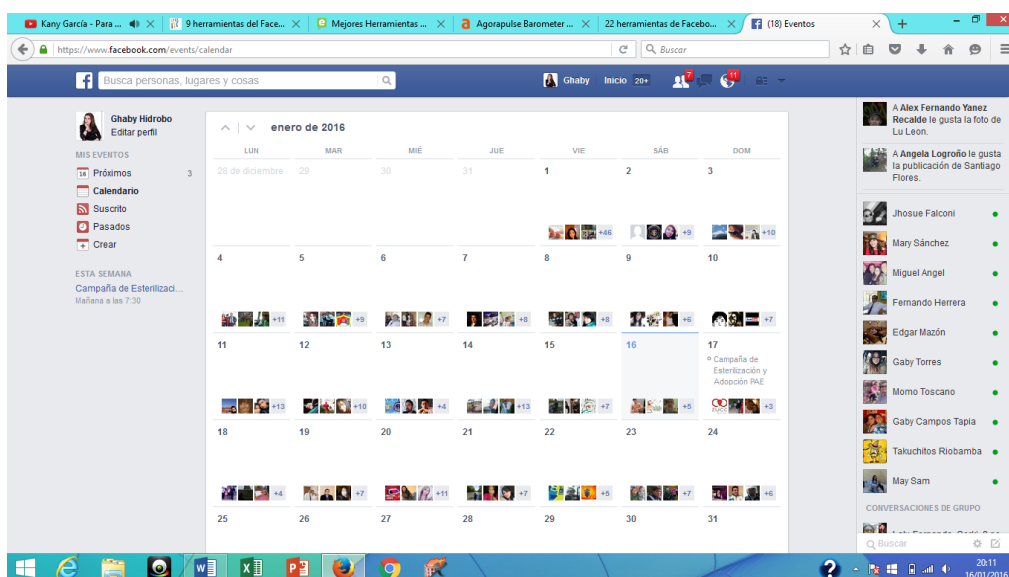 Kany García - Para ...
9 herramientas del Face...
Mejores Herramientas ...
Agorapulse Barometer ...
22 herramientas de Facebo...
(18) Eventos
https://www.facebook.com/events/calendar
Buscar
Busca personas, lugares y cosas
Ghaby
Inicio 20+
7
11
Ghaby Hidrobo
Editar perfil
MIS EVENTOS
Próximos 3
Calendario
Suscrito
Pasados
Crear
ESTA SEMANA
Campaña de Esterilizaci...
Mañana a las 7:30
enero de 2016
LUN MAR MIÉ JUE VIE SÁB DOM
28 de diciembre 29 30 31 1 2 3
+46 +9 +10
4 5 6 7 8 9 10
+11 +9 +7 +8 +8 +6 +7
11 12 13 14 15 16 17
Campaña de
Esterilización y
Adopción PAE
+13 +10 +4 +13 +7 +5 +3
18 19 20 21 22 23 24
+4 +7 +11 +7 +5 +7 +6
25 26 27 28 29 30 31
A Alex Fernando Yanez
Recalde le gusta la foto de
Lu Leon.
A Angela Logroño le gusta
la publicación de Santiago
Flores.
Jhosue Falconi
Mary Sánchez
Miguel Angel
Fernando Herrera
Edgar Mazón
Gaby Torres
Momo Toscano
Gaby Campos Tapia
Takuchitos Riobamba
May Sam
CONVERSACIONES DE GRUPO
Buscar
20:11
16/01/2016